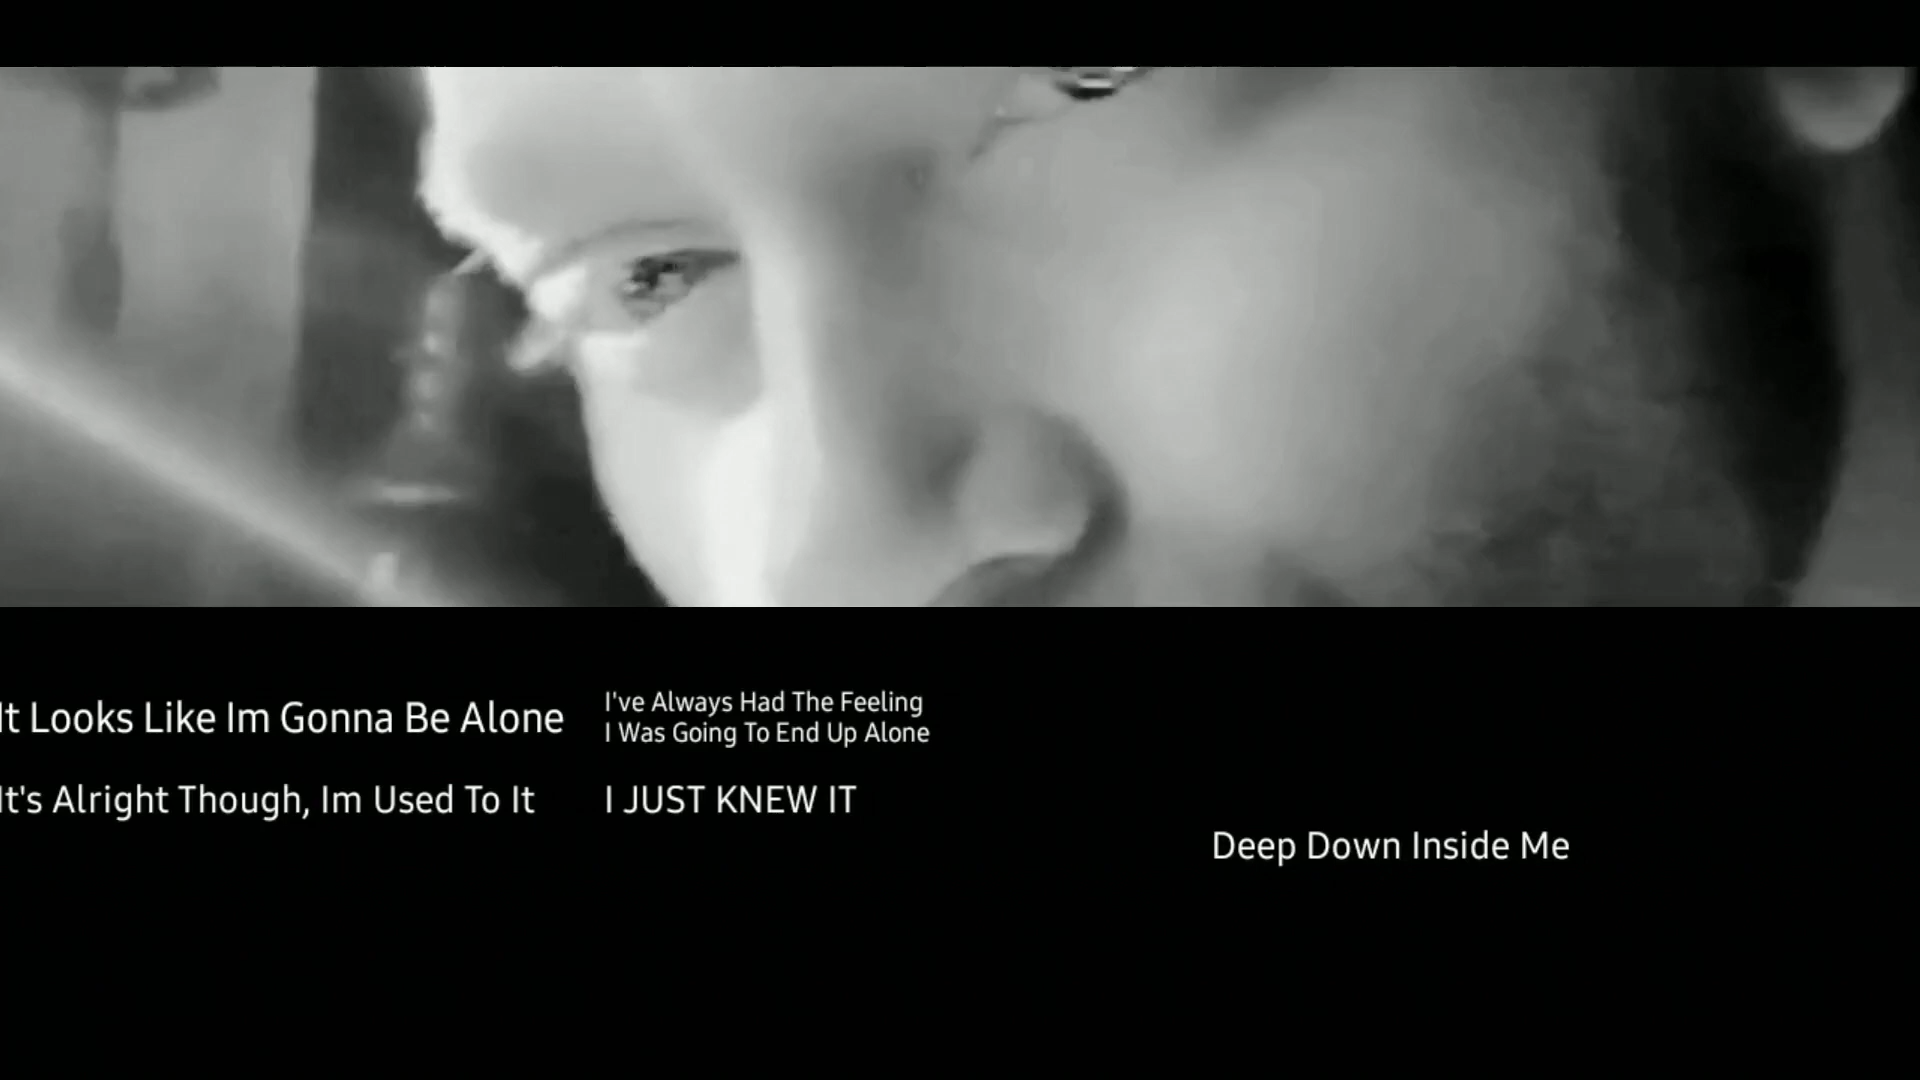 It Looks Like Im Gonna Be Alone
It's Alright Though, Im Used To It
I've Always Had The Feeling
I Was Going To End Up Alone
I JUST KNEW IT
Deep Down Inside Me